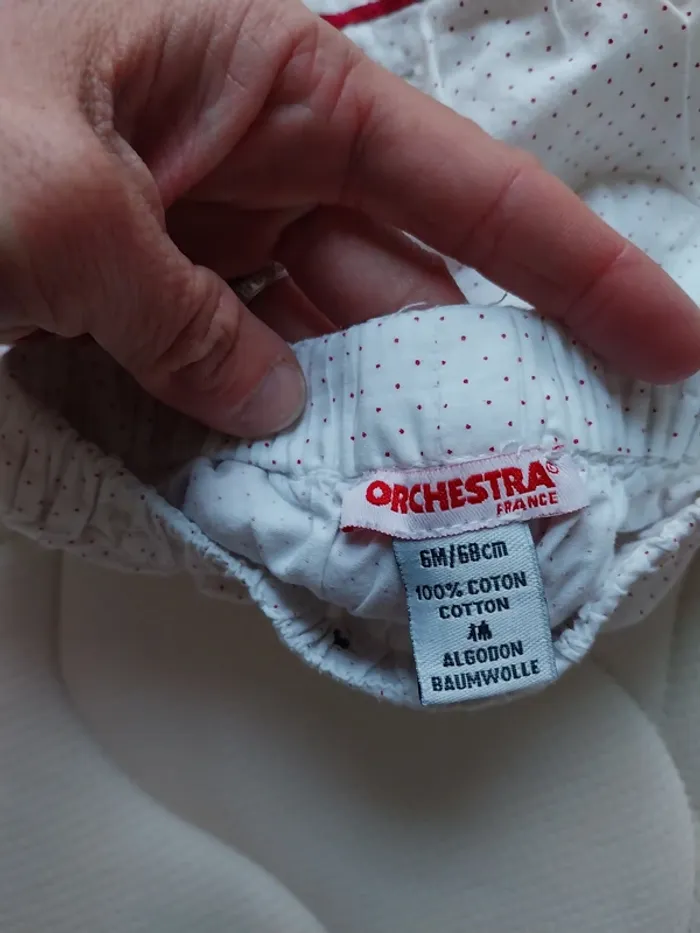 ORCHESTRA®
FRANCE
6M/68cm
100% COTON
COTTON
棉
ALGODON
BAUMWOLLE